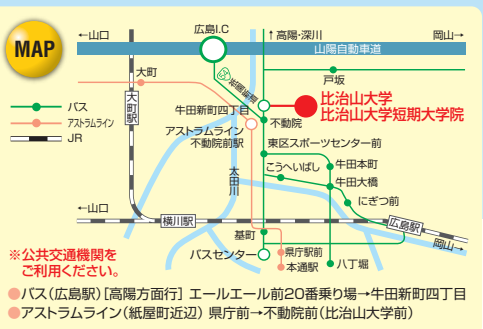 MAP
←山口
広島I.C
↑高陽・深川
岡山→
山陽自動車道
大町
戸坂
大町駅
バス
アストラムライン
JR
牛田新町四丁目
比治山大学
比治山大学短期大学院
アストラムライン
不動院前駅
不動院
東区スポーツセンター前
太田川
こうへいばし
牛田本町
牛田大橋
にぎつ前
←山口
横川駅
広島駅
岡山→
基町
バスセンター
県庁駅前
本通駅
八丁堀
※公共交通機関を
ご利用ください。
●バス(広島駅)[高陽方面行] エールエール前20番乗り場→牛田新町四丁目
●アストラムライン(紙屋町近辺) 県庁前→不動院前(比治山大学前)